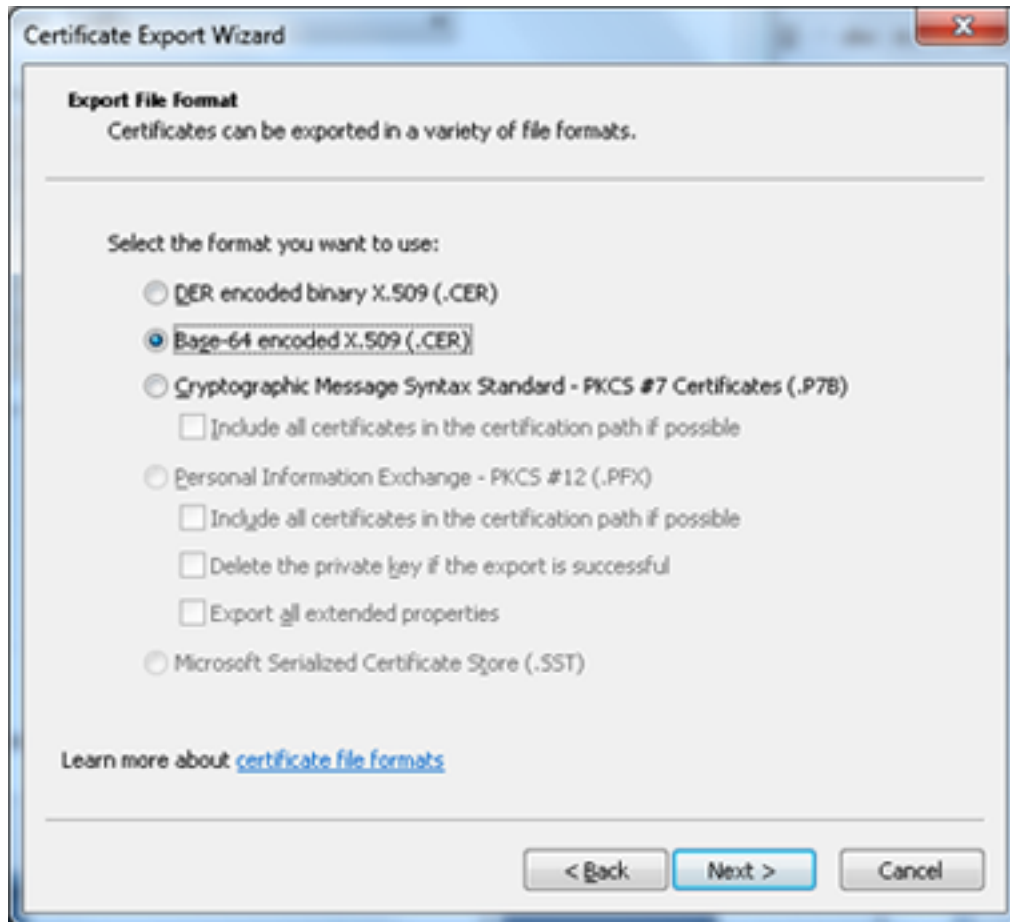 Certificate Export Wizard
Export File Format
Certificates can be exported in a variety of file formats.
Select the format you want to use:
DER encoded binary X.509 (.CER)
Base-64 encoded X.509 (.CER)
Cryptographic Message Syntax Standard - PKCS #7 Certificates (.P7B)
Include all certificates in the certification path if possible
Personal Information Exchange - PKCS #12 (.PFX)
Include all certificates in the certification path if possible
Delete the private key if the export is successful
Export all extended properties
Microsoft Serialized Certificate Store (.SST)
Learn more about certificate file formats
< Back Next > Cancel